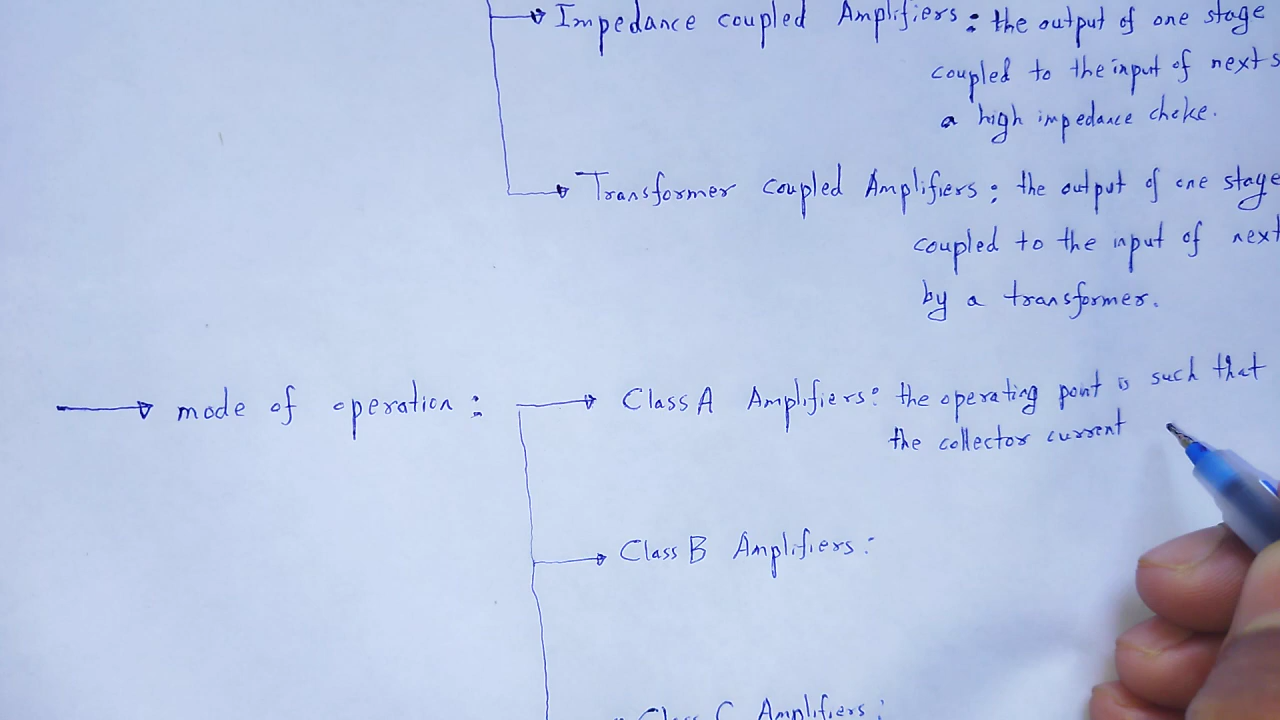 Impedance coupled Amplifiers: the output of one stage
coupled to the input of next s
a high impedance choke.
Transformer coupled Amplifiers: the output of one stage
coupled to the input of next
by a transformer.
mode of operation:
Class A Amplifiers: the operating point is such that
the collector current
Class B Amplifiers:
Class C Amplifiers: